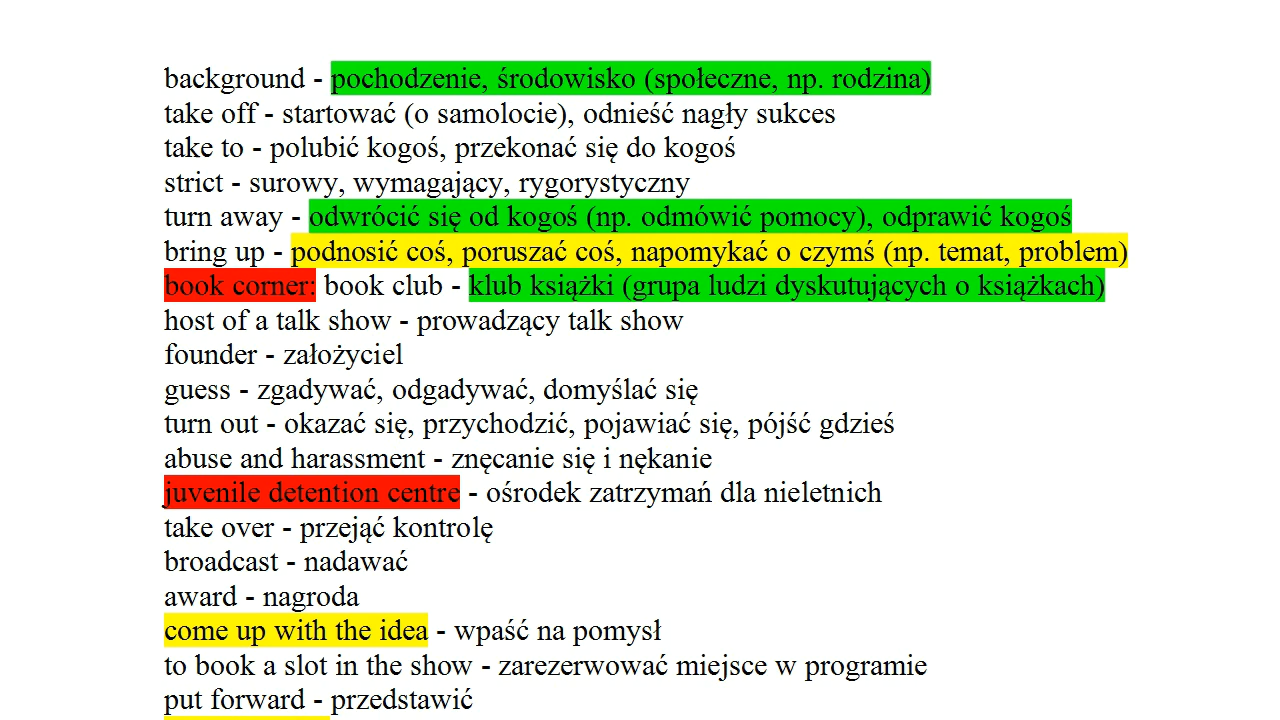 background - pochodzenie, środowisko (społeczne, np. rodzina)
take off - startować (o samolocie), odnieść nagły sukces
take to - polubić kogoś, przekonać się do kogoś
strict - surowy, wymagający, rygorystyczny
turn away - odwrócić się od kogoś (np. odmówić pomocy), odprawić kogoś
bring up - podnosić coś, poruszać coś, napomykać o czymś (np. temat, problem)
book corner: book club - klub książki (grupa ludzi dyskutujących o książkach)
host of a talk show - prowadzący talk show
founder - założyciel
guess - zgadywać, odgadywać, domyślać się
turn out - okazać się, przychodzić, pojawiać się, pójść gdzieś
abuse and harassment - znęcanie się i nękanie
juvenile detention centre - ośrodek zatrzymań dla nieletnich
take over - przejąć kontrolę
broadcast - nadawać
award - nagroda
come up with the idea - wpaść na pomysł
to book a slot in the show - zarezerwować miejsce w programie
put forward - przedstawić